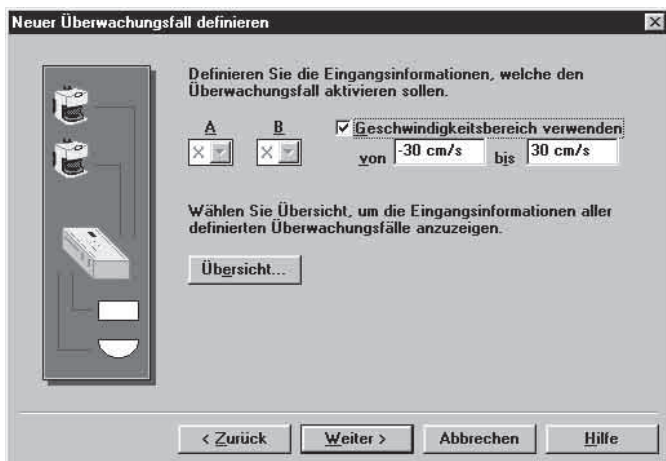 Neuer Überwachungsfall definieren
Definieren Sie die Eingangsinformationen, welche den
Überwachungsfall aktivieren sollen.
A B Geschwindigkeitsbereich verwenden
X X von -30 cm/s bis 30 cm/s
Wählen Sie Übersicht, um die Eingangsinformationen aller
definierten Überwachungsfälle anzuzeigen.
Übersicht...
< Zurück Weiter > Abbrechen Hilfe